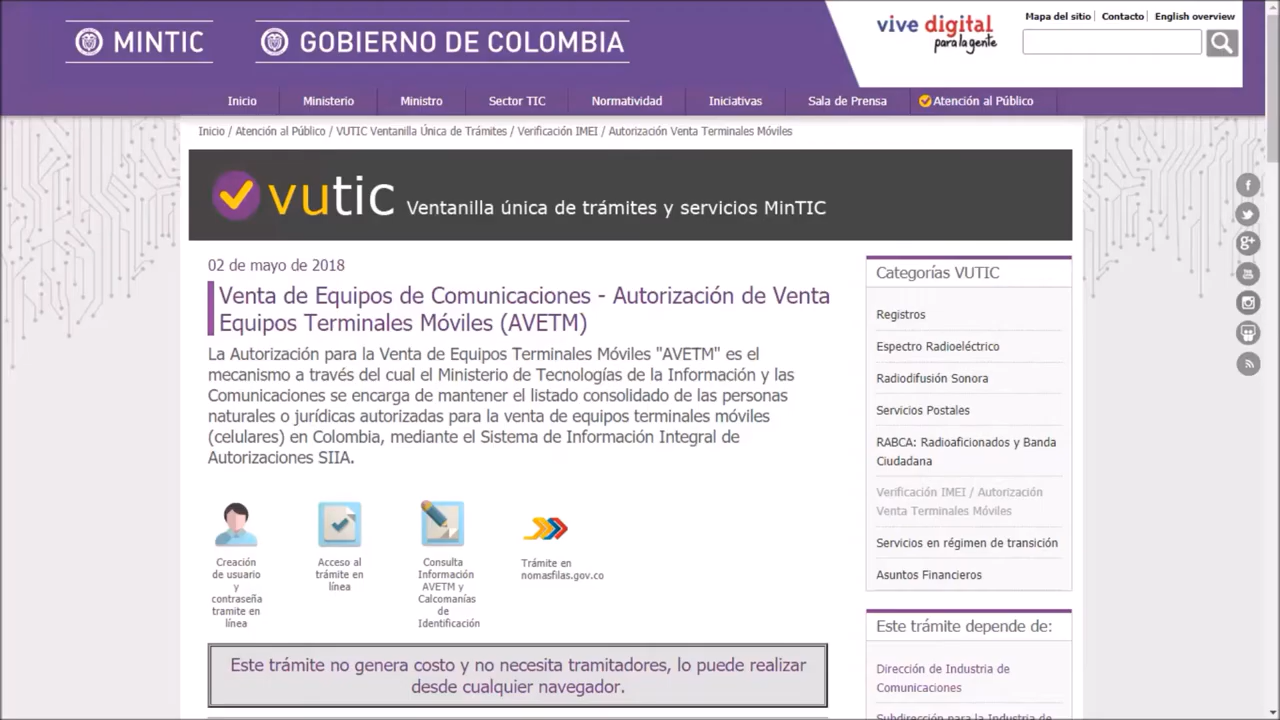 MINTIC
GOBIERNO DE COLOMBIA
vive digital
para la gente
Mapa del sitio
Contacto
English overview
Inicio
Ministerio
Ministro
Sector TIC
Normatividad
Iniciativas
Sala de Prensa
Atención al Público
Inicio / Atención al Público / VUTIC Ventanilla Única de Trámites / Verificación IMEI / Autorización Venta Terminales Móviles
vutic Ventanilla única de trámites y servicios MinTIC
02 de mayo de 2018
Venta de Equipos de Comunicaciones - Autorización de Venta
Equipos Terminales Móviles (AVETM)
La Autorización para la Venta de Equipos Terminales Móviles "AVETM" es el
mecanismo a través del cual el Ministerio de Tecnologías de la Información y las
Comunicaciones se encarga de mantener el listado consolidado de las personas
naturales o jurídicas autorizadas para la venta de equipos terminales móviles
(celulares) en Colombia, mediante el Sistema de Información Integral de
Autorizaciones SIIA.
Creación
de usuario
y
contraseña
tramite en
línea
Acceso al
trámite en
línea
Consulta
Información
AVETM y
Calcomanías
de
Identificación
Trámite en
nomasfilas.gov.co
Este trámite no genera costo y no necesita tramitadores, lo puede realizar
desde cualquier navegador.
Categorías VUTIC
Registros
Espectro Radioeléctrico
Radiodifusión Sonora
Servicios Postales
RABCA: Radioaficionados y Banda
Ciudadana
Verificación IMEI / Autorización
Venta Terminales Móviles
Servicios en régimen de transición
Asuntos Financieros
Este trámite depende de:
Dirección de Industria de
Comunicaciones
Subdirección para la Industria de
f
g+